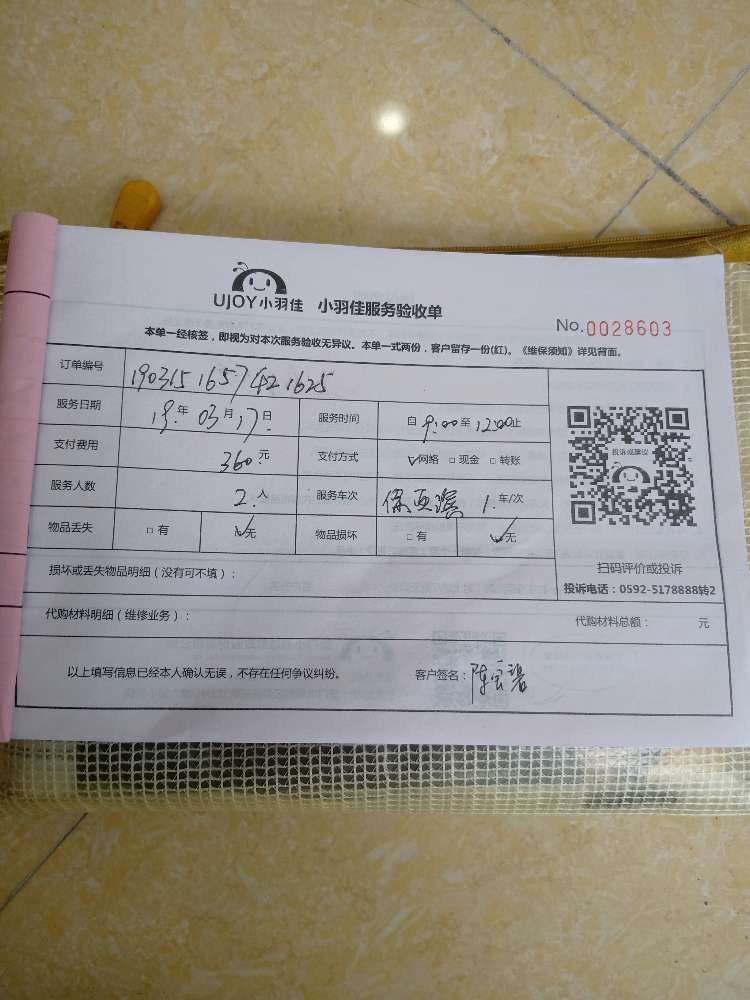 UJOY小羽佳 小羽佳服务验收单
No.0028603
本单一经核签，即视为对本次服务验收无异议。本单一式两份，客户留存一份(红)。《维保须知》详见背面。
订单编号 1903151657421625
服务日期 19年 03月 17日 服务时间 自 9:00 至 12:00 止
支付费用 360元 支付方式 ☑网络 □现金 □转账
服务人数 2.人 服务车次 1.车/次
物品丢失 □有 ☑无 物品损坏 □有 ☑无
投诉或建议
扫码评价或投诉
投诉电话：0592-5178888转2
损坏或丢失物品明细（没有可不填）：
代购材料明细（维修业务）： 代购材料总额： 元
以上填写信息已经本人确认无误，不存在任何争议纠纷。 客户签名：陈宝碧